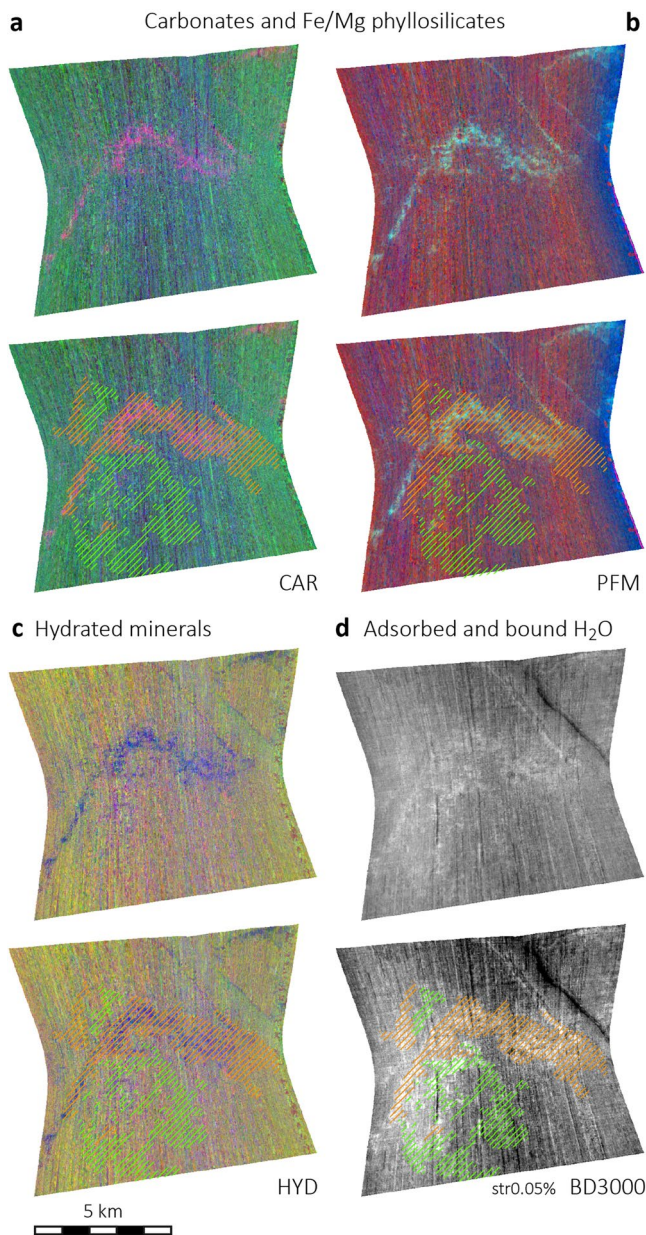 Carbonates and Fe/Mg phyllosilicates
a
b
CAR
PFM
c Hydrated minerals
d Adsorbed and bound H₂O
HYD
str0.05% BD3000
5 km